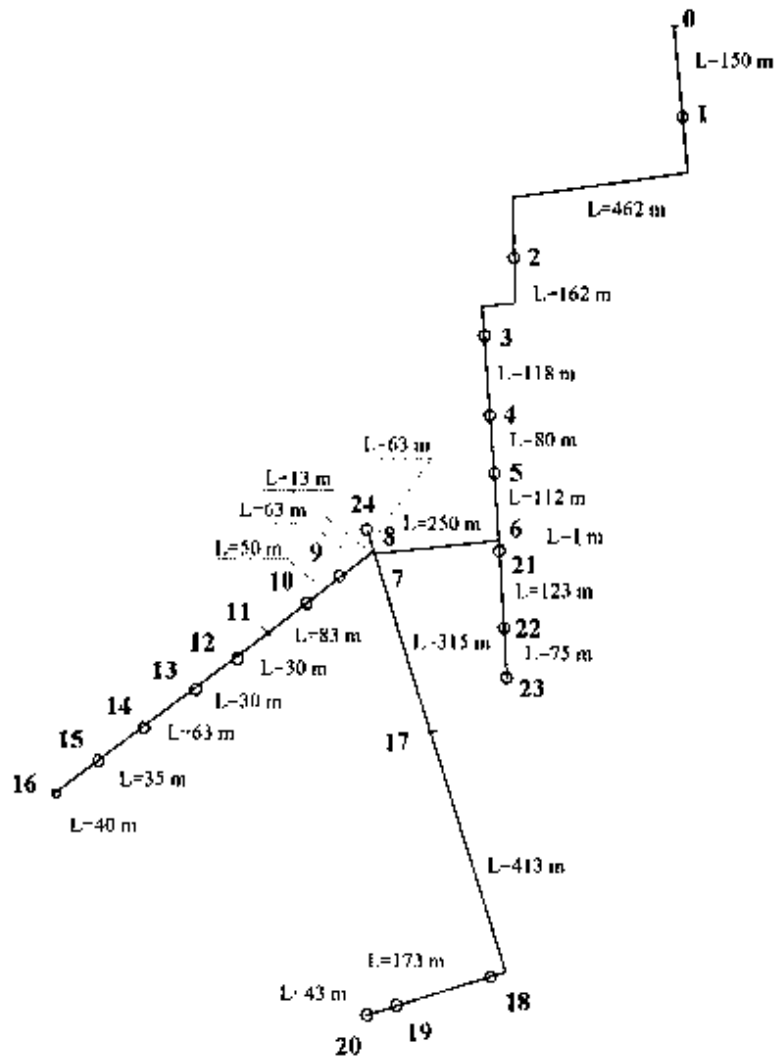 0
L-150 m
1
L=462 m
2
L-162 m
3
L-118 m
4
L-80 m
L-63 m
5
L-13 m
L-112 m
L=63 m
24
L=250 m
6
L-1 m
L=50 m
9
8
21
7
10
L=123 m
11
L=83 m
22
12
L-315 m
L-75 m
L-30 m
13
23
L-30 m
14
L-63 m
17
15
L=35 m
16
L-40 m
L-413 m
L=173 m
18
L-43 m
19
20